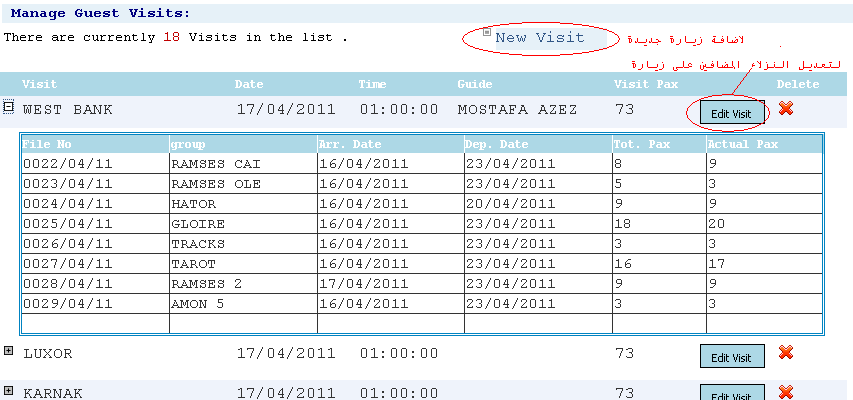 Manage Guest Visits:
There are currently 18 Visits in the list .
New Visit
لاضافة زيارة جديدة
لتعديل النزلاء المضافين على زيارة
Visit Date Time Guide Visit Pax Delete
WEST BANK 17/04/2011 01:00:00 MOSTAFA AZEZ 73 Edit Visit
File No group Arr. Date Dep. Date Tot. Pax Actual Pax
0022/04/11 RAMSES CAI 16/04/2011 23/04/2011 8 9
0023/04/11 RAMSES OLE 16/04/2011 23/04/2011 5 3
0024/04/11 HATOR 16/04/2011 20/04/2011 9 9
0025/04/11 GLOIRE 16/04/2011 23/04/2011 18 20
0026/04/11 TRACKS 16/04/2011 23/04/2011 3 3
0027/04/11 TAROT 16/04/2011 23/04/2011 16 17
0028/04/11 RAMSES 2 17/04/2011 23/04/2011 9 9
0029/04/11 AMON 5 16/04/2011 23/04/2011 3 3
LUXOR 17/04/2011 01:00:00 73 Edit Visit
KARNAK 17/04/2011 01:00:00 73 Edit Visit